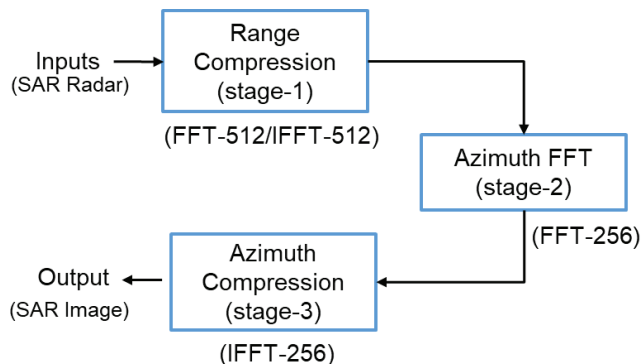 Inputs
(SAR Radar)
Range
Compression
(stage-1)
(FFT-512/IFFT-512)
Azimuth FFT
(stage-2)
(FFT-256)
Azimuth
Compression
(stage-3)
(IFFT-256)
Output
(SAR Image)